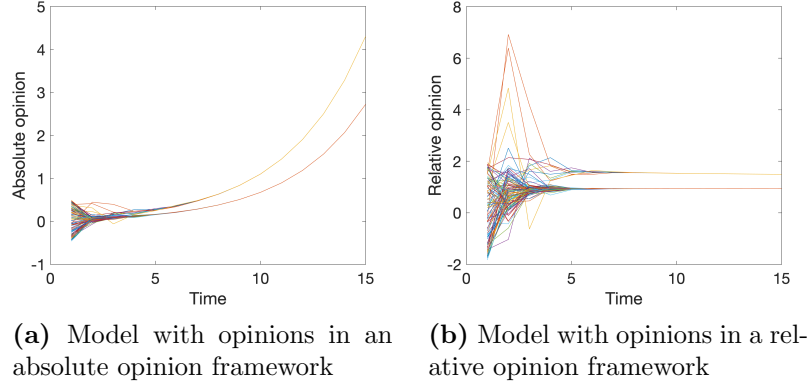 5
4
3
2
1
0
-1
0
5
10
15
Absolute opinion
Time
8
6
4
2
0
-2
0
5
10
15
Relative opinion
Time
(a) Model with opinions in an
absolute opinion framework
(b) Model with opinions in a rel-
ative opinion framework